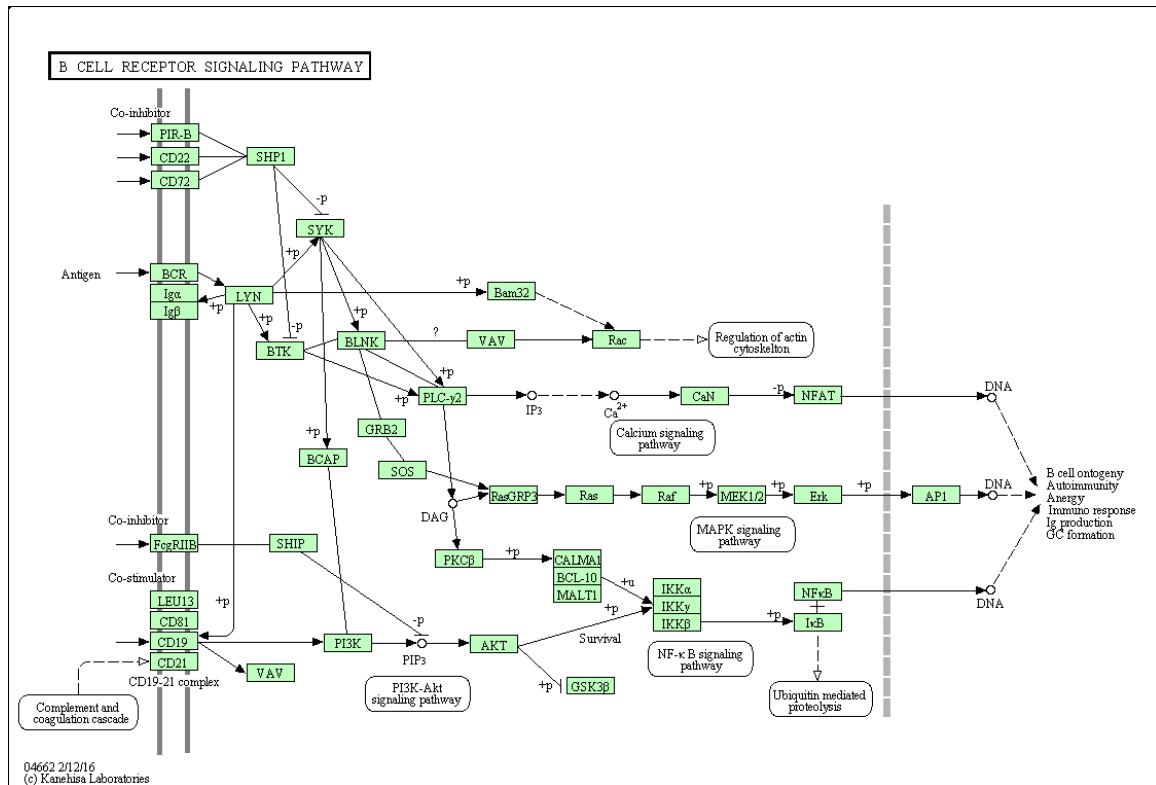 B CELL RECEPTOR SIGNALING PATHWAY
Co-inhibitor
PIR-B
CD22
CD72
SHP1
-p
SYK
+p
Antigen
BCR
Igα
Igβ
+p
LYN
+p
Bam32
+p
-p
BTK
+p
BLNK
?
VAV
Rac
Regulation of actin
cytoskelton
+p
+p
PLC-γ2
IP3
Ca2+
CaN
-p
NFAT
DNA
Calcium signaling
pathway
GRB2
+p
BCAP
SOS
DAG
RasGRP3
Ras
+p
Raf
+p
MEK1/2
+p
Erk
+p
AP1
DNA
MAPK signaling
pathway
B cell ontogeny
Autoimmunity
Anergy
Immuno response
Ig production
GC formation
Co-inhibitor
FcgRIIB
SHIP
PKCβ
+p
CALMA1
BCL-10
MALT1
+u
+p
IKKα
IKKγ
IKKβ
+p
NFκB
IκB
DNA
Co-stimulator
LEU13
+p
CD81
CD19
CD21
CD19-21 complex
VAV
PI3K
-p
PIP3
AKT
Survival
+p
GSK3β
PI3K-Akt
signaling pathway
NF-κ B signaling
pathway
Ubiquitin mediated
proteolysis
Complement and
coagulation cascade
04662 2/12/16
(c) Kanehisa Laboratories